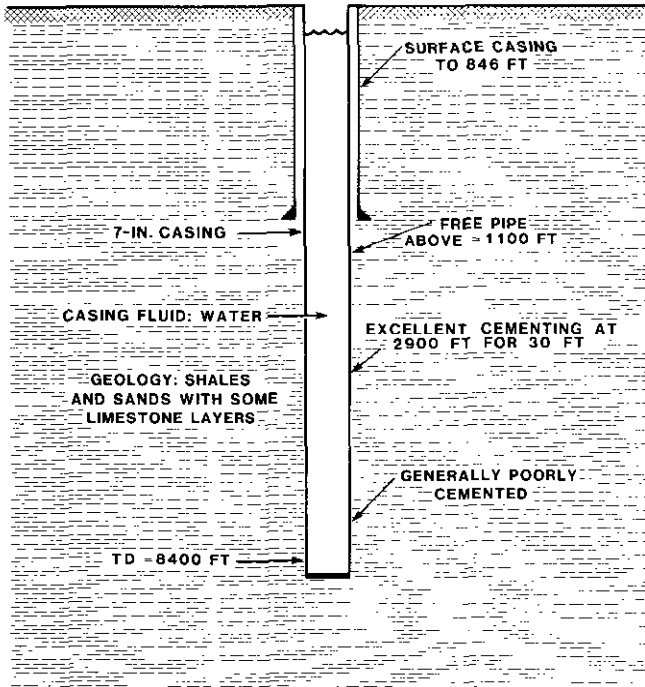 SURFACE CASING
TO 846 FT
7-IN. CASING
FREE PIPE
ABOVE ≈1100 FT
CASING FLUID: WATER
EXCELLENT CEMENTING AT
2900 FT FOR 30 FT
GEOLOGY: SHALES
AND SANDS WITH SOME
LIMESTONE LAYERS
GENERALLY POORLY
CEMENTED
TD ≈8400 FT